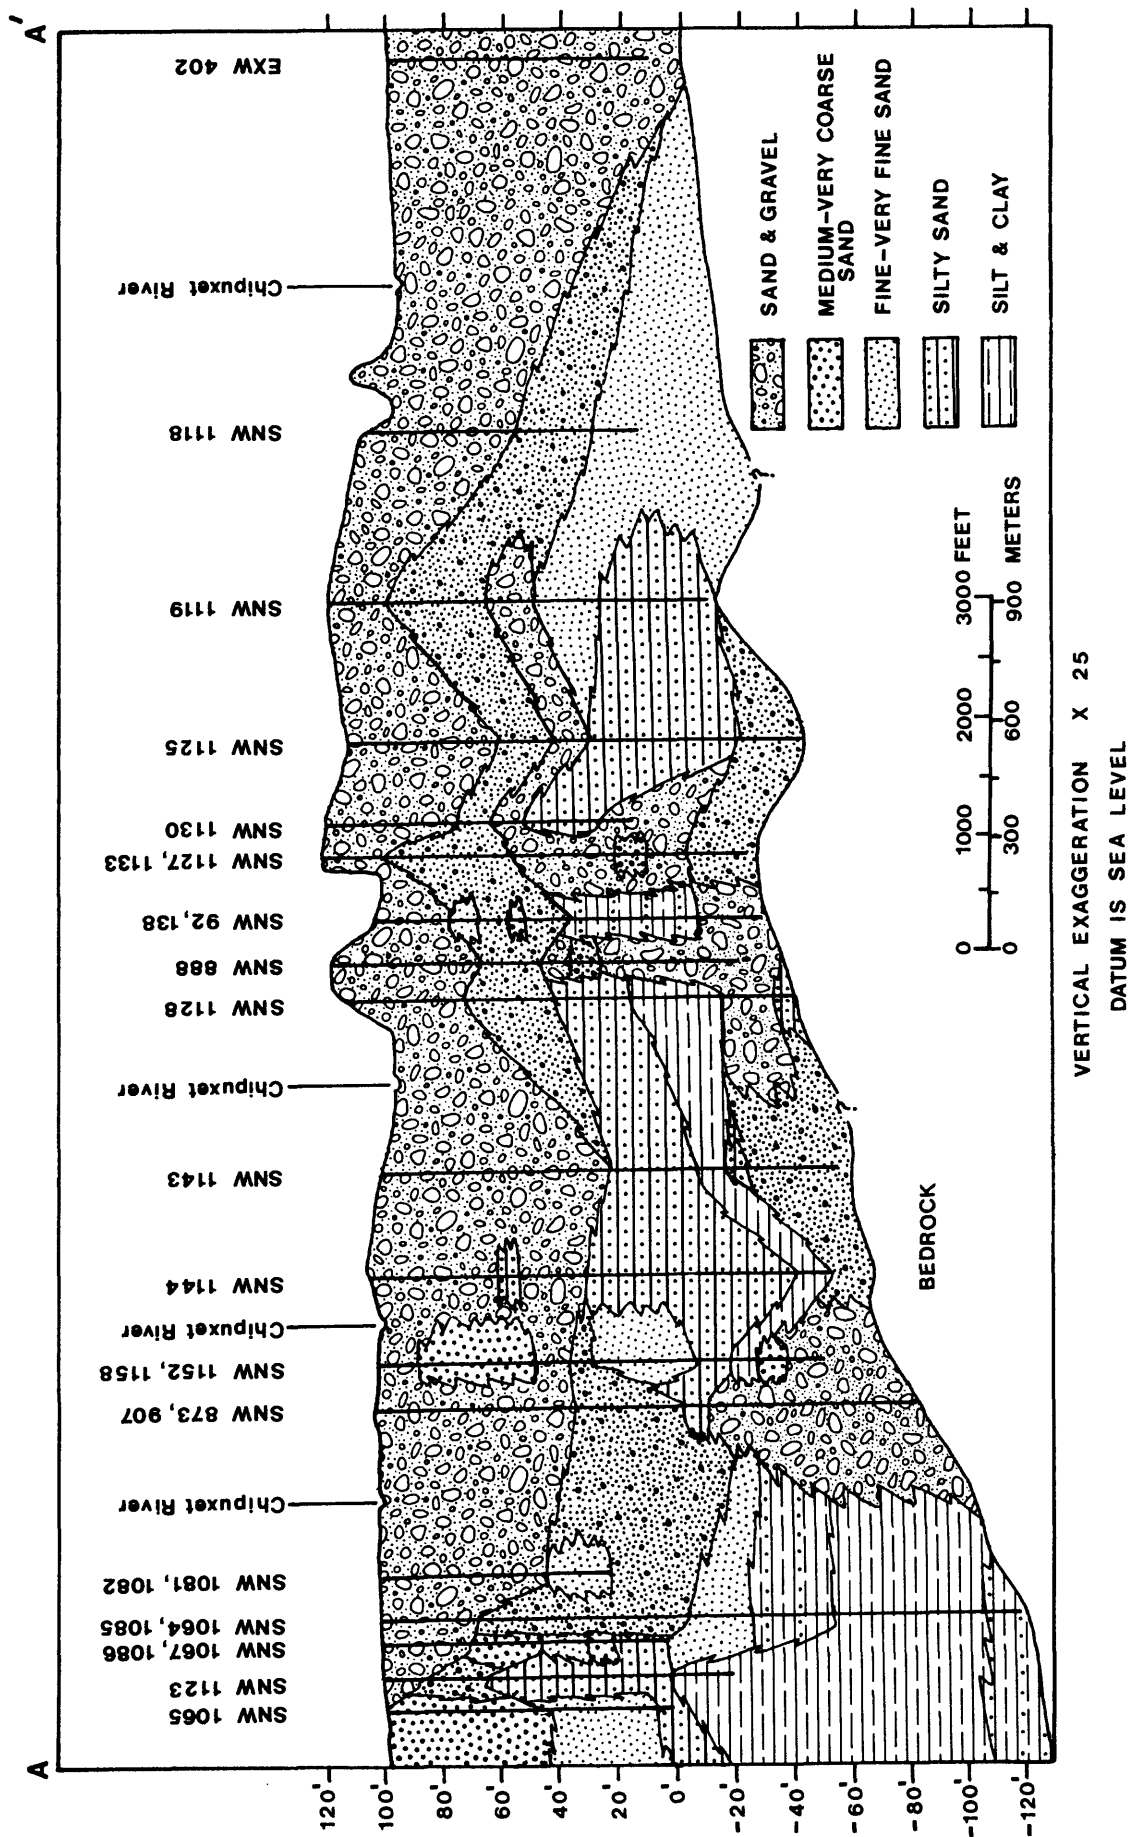 A
A'
SNW 1065
SNW 1123
SNW 1067, 1086
SNW 1064, 1085
SNW 1081, 1082
Chipuxet River
SNW 873, 907
SNW 1152, 1158
Chipuxet River
SNW 1144
SNW 1143
Chipuxet River
SNW 1128
SNW 888
SNW 92, 138
SNW 1127, 1133
SNW 1130
SNW 1125
SNW 1119
SNW 1118
Chipuxet River
EXW 402
120'
100'
80'
60'
40'
20'
0'
-20'
-40'
-60'
-80'
-100'
-120'
?
?
BEDROCK
SAND & GRAVEL
MEDIUM-VERY COARSE
SAND
FINE-VERY FINE SAND
SILTY SAND
SILT & CLAY
0 1000 2000 3000 FEET
0 300 600 900 METERS
VERTICAL EXAGGERATION X 25
DATUM IS SEA LEVEL